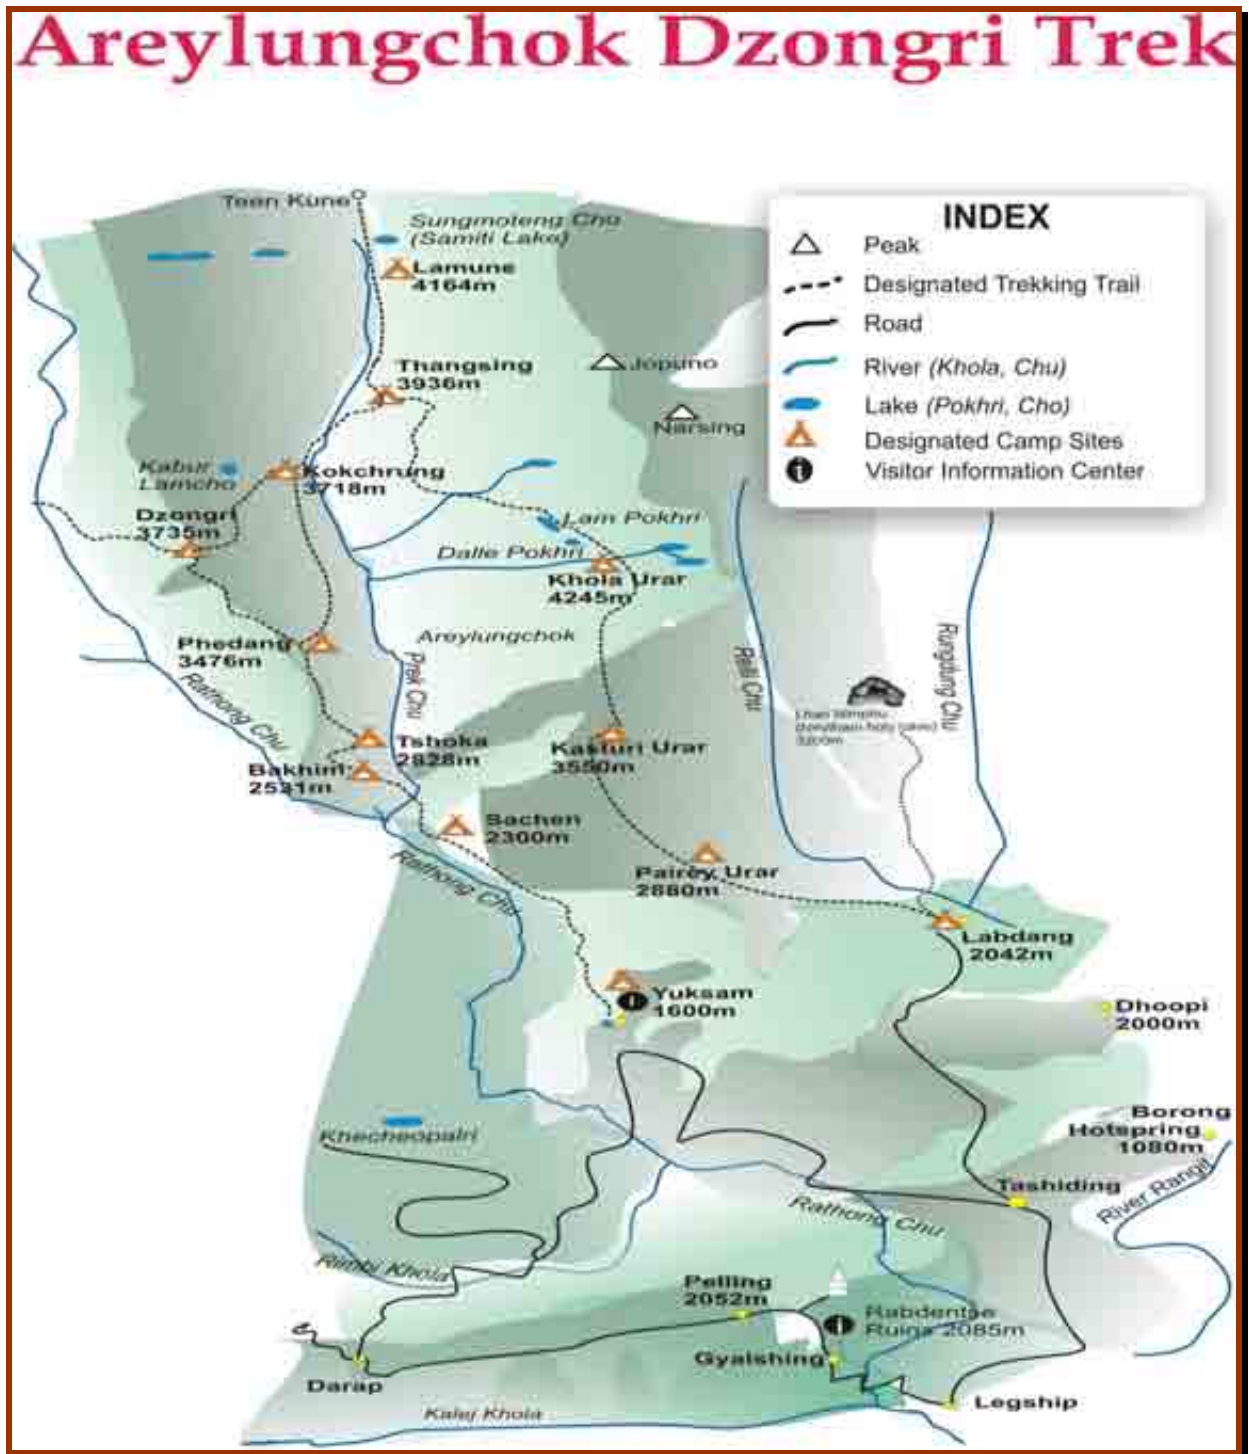 Areylungchok Dzongri Trek
Teen Kune
Sungmoteng Chu
(Samiti Lake)
Lamune
4164m
INDEX
Peak
Designated Trekking Trail
Road
River (Khola, Chu)
Lake (Pokhri, Cho)
Designated Camp Sites
Visitor Information Center
Thangsing
3936m
Jopuno
Narsing
Kabur
Lamcho
Kokchrung
3718m
Dzongri
3735m
Lam Pokhri
Dalle Pokhri
Khola Urar
4245m
Areylungchok
Phedang
3476m
Prek Chu
Relli Chu
Rungdung Chu
Rathong Chu
3200m
Tshoka
2828m
Kasturi Urar
3550m
Bakhim
2531m
Sachen
2300m
Rathong Chu
Pairey Urar
2880m
Labdang
2042m
Yuksam
1600m
Dhoopi
2000m
Khecheopalri
Borong
Hotspring
1080m
Tashiding
River Rangit
Rathong Chu
Rimbi Khola
Pelling
2052m
Rabdentse
Ruins 2085m
Gyalshing
Darap
Legship
Kalej Khola